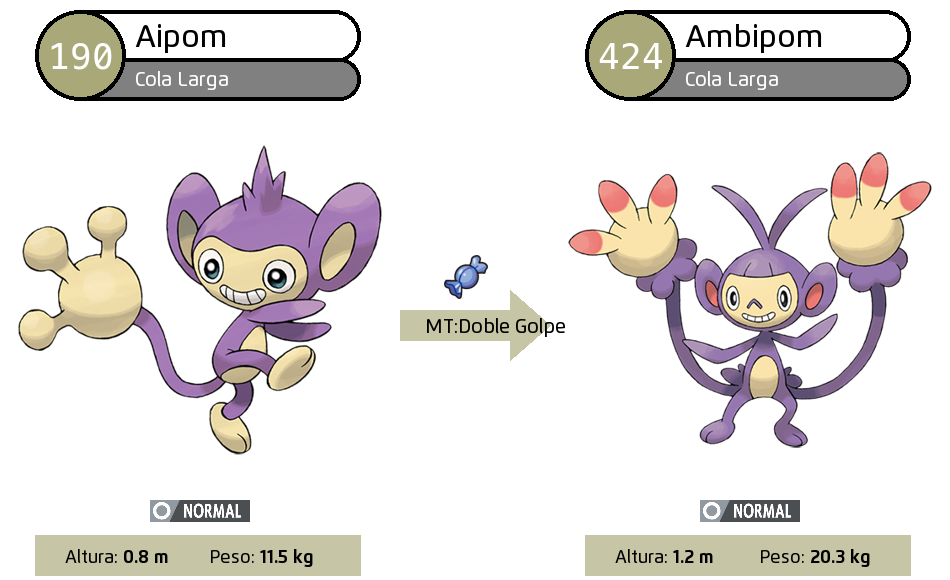 190
Aipom
Cola Larga
424
Ambipom
Cola Larga
MT:Doble Golpe
NORMAL
NORMAL
Altura: 0.8 m Peso: 11.5 kg
Altura: 1.2 m Peso: 20.3 kg